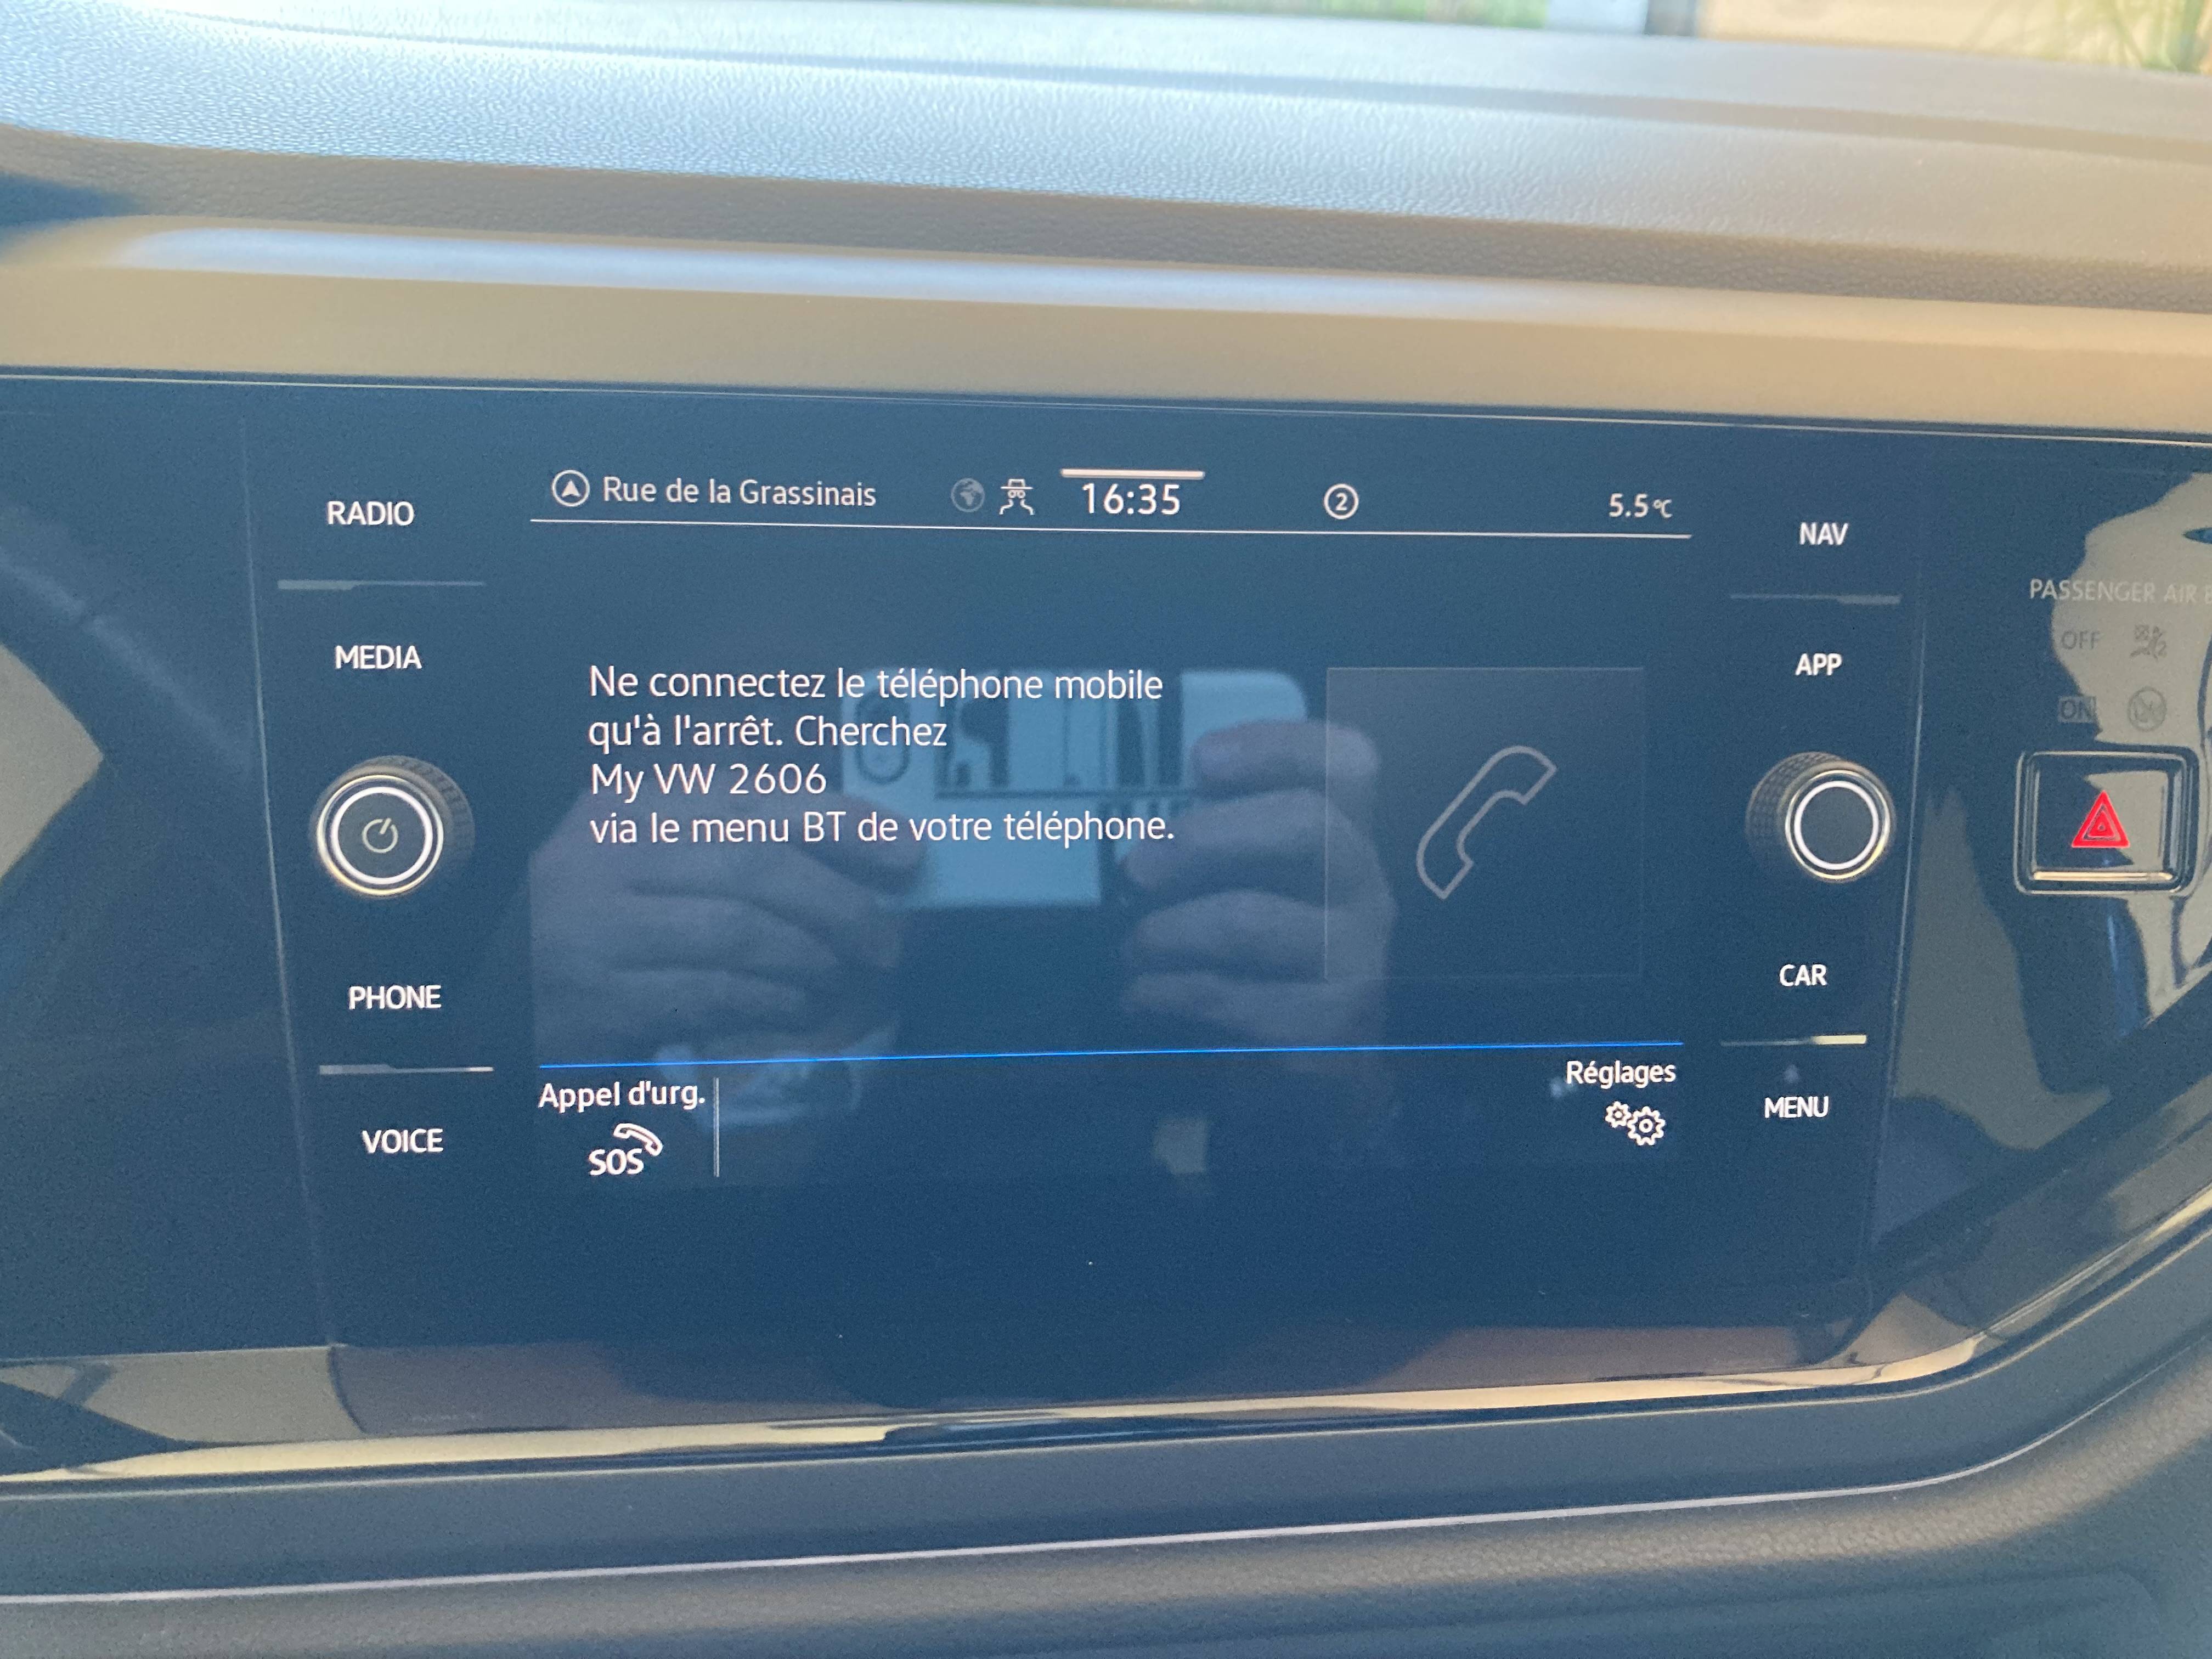 RADIO
MEDIA
PHONE
VOICE
Rue de la Grassinais
16:35
2
5.5°C
Ne connectez le téléphone mobile
qu'à l'arrêt. Cherchez
My VW 2606
via le menu BT de votre téléphone.
Appel d'urg.
SOS
Réglages
NAV
APP
CAR
MENU
PASSENGER AIR
OFF
ON